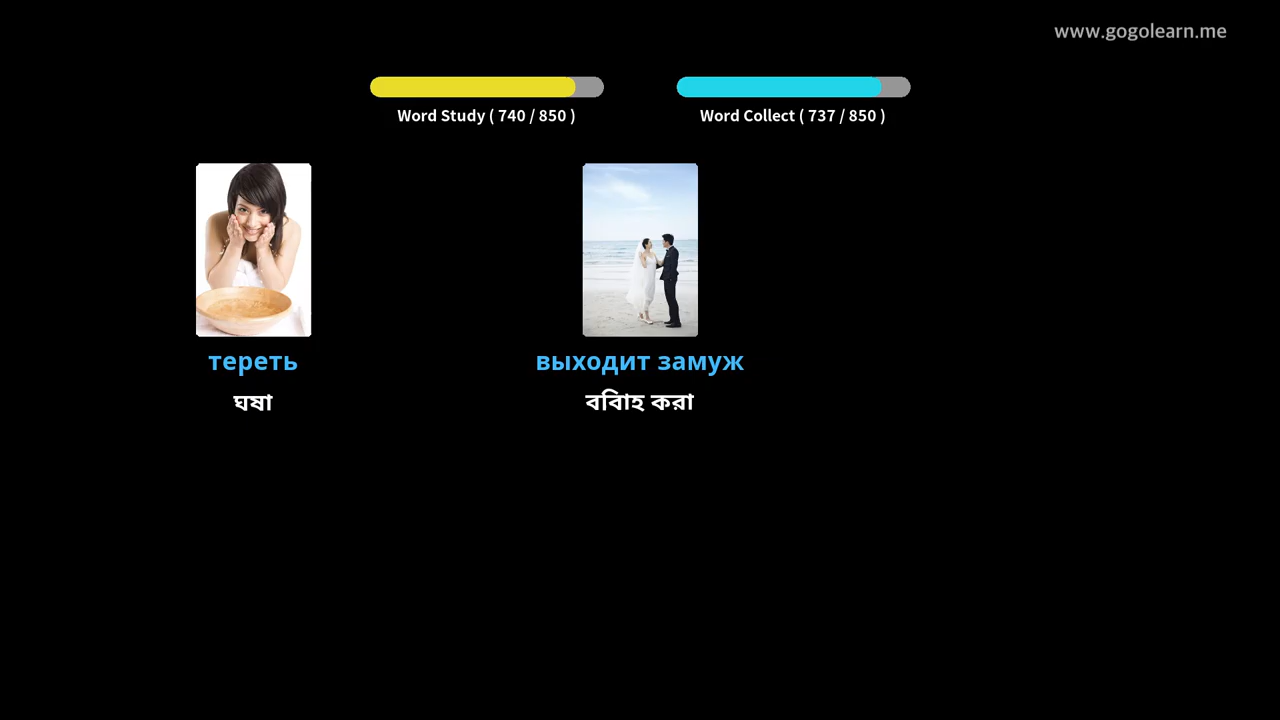 www.gogolearn.me
Word Study ( 740 / 850 )
Word Collect ( 737 / 850 )
тереть
выходит замуж
ঘষা
ববিাহ করা